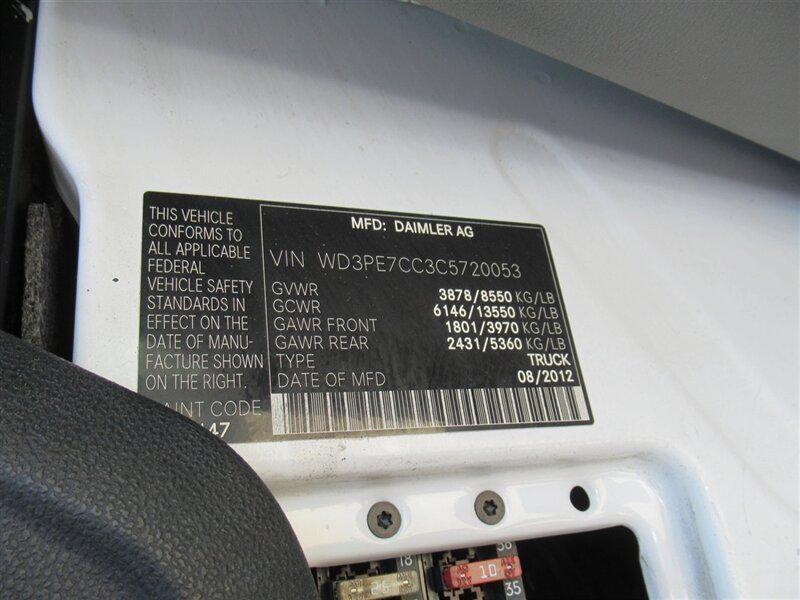 THIS VEHICLE
CONFORMS TO
ALL APPLICABLE
FEDERAL
VEHICLE SAFETY
STANDARDS IN
EFFECT ON THE
DATE OF MANU-
FACTURE SHOWN
ON THE RIGHT.
CODE
47
MFD: DAIMLER AG
VIN WD3PE7CC3C5720053
GVWR 3878/8550 KG/LB
GCWR 6146/13550 KG/LB
GAWR FRONT 1801/3970 KG/LB
GAWR REAR 2431/5360 KG/LB
TYPE TRUCK
DATE OF MFD 08/2012
18
10
35